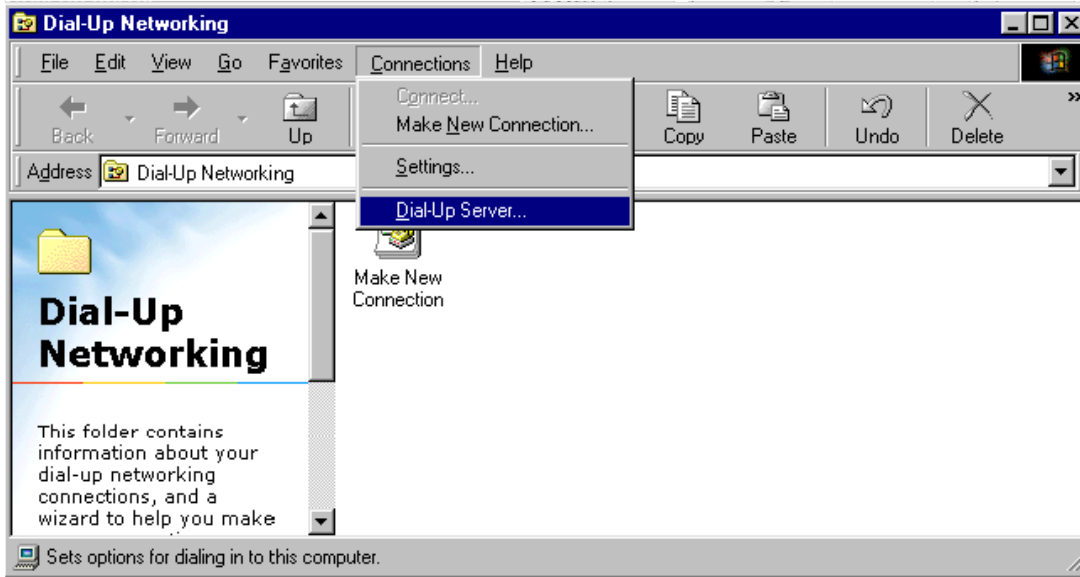 Dial-Up Networking
File Edit View Go Favorites Connections Help
Back Forward Up Copy Paste Undo Delete »
Connect...
Make New Connection...
Settings...
Dial-Up Server...
Address Dial-Up Networking
Make New
Connection
Dial-Up
Networking
This folder contains
information about your
dial-up networking
connections, and a
wizard to help you make
Sets options for dialing in to this computer.